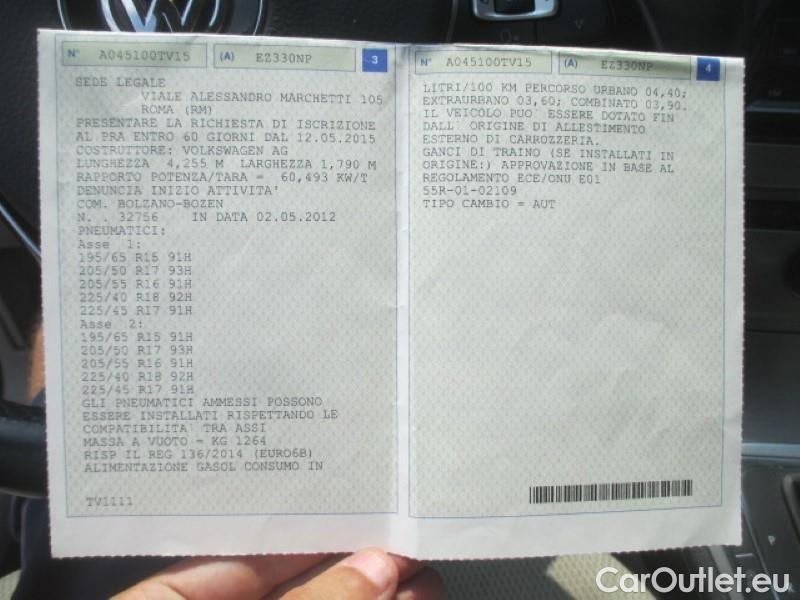 N° A045100TV15 (A) EZ330NP 3
SEDE LEGALE
VIALE ALESSANDRO MARCHETTI 105
ROMA (RM)
PRESENTARE LA RICHIESTA DI ISCRIZIONE
AL PRA ENTRO 60 GIORNI DAL 12.05.2015
COSTRUTTORE: VOLKSWAGEN AG
LUNGHEZZA 4,255 M LARGHEZZA 1,790 M
RAPPORTO POTENZA/TARA = 60,493 KW/T
DENUNCIA INIZIO ATTIVITA'
COM. BOLZANO-BOZEN
N. . 32756 IN DATA 02.05.2012
PNEUMATICI:
Asse 1:
195/65 R15 91H
205/50 R17 93H
205/55 R16 91H
225/40 R18 92H
225/45 R17 91H
Asse 2:
195/65 R15 91H
205/50 R17 93H
205/55 R16 91H
225/40 R18 92H
225/45 R17 91H
GLI PNEUMATICI AMMESSI POSSONO
ESSERE INSTALLATI RISPETTANDO LE
COMPATIBILITA` TRA ASSI
MASSA A VUOTO = KG 1264
RISP IL REG 136/2014 (EURO6B)
ALIMENTAZIONE GASOL CONSUMO IN
TV1111
N° A045100TV15 (A) EZ330NP 4
LITRI/100 KM PERCORSO URBANO 04,40;
EXTRAURBANO 03,60; COMBINATO 03,90.
IL VEICOLO PUO` ESSERE DOTATO FIN
DALL` ORIGINE DI ALLESTIMENTO
ESTERNO DI CARROZZERIA.
GANCI DI TRAINO (SE INSTALLATI IN
ORIGINE:) APPROVAZIONE IN BASE AL
REGOLAMENTO ECE/ONU E01
55R-01-02109
TIPO CAMBIO = AUT
P
CarOutlet.eu